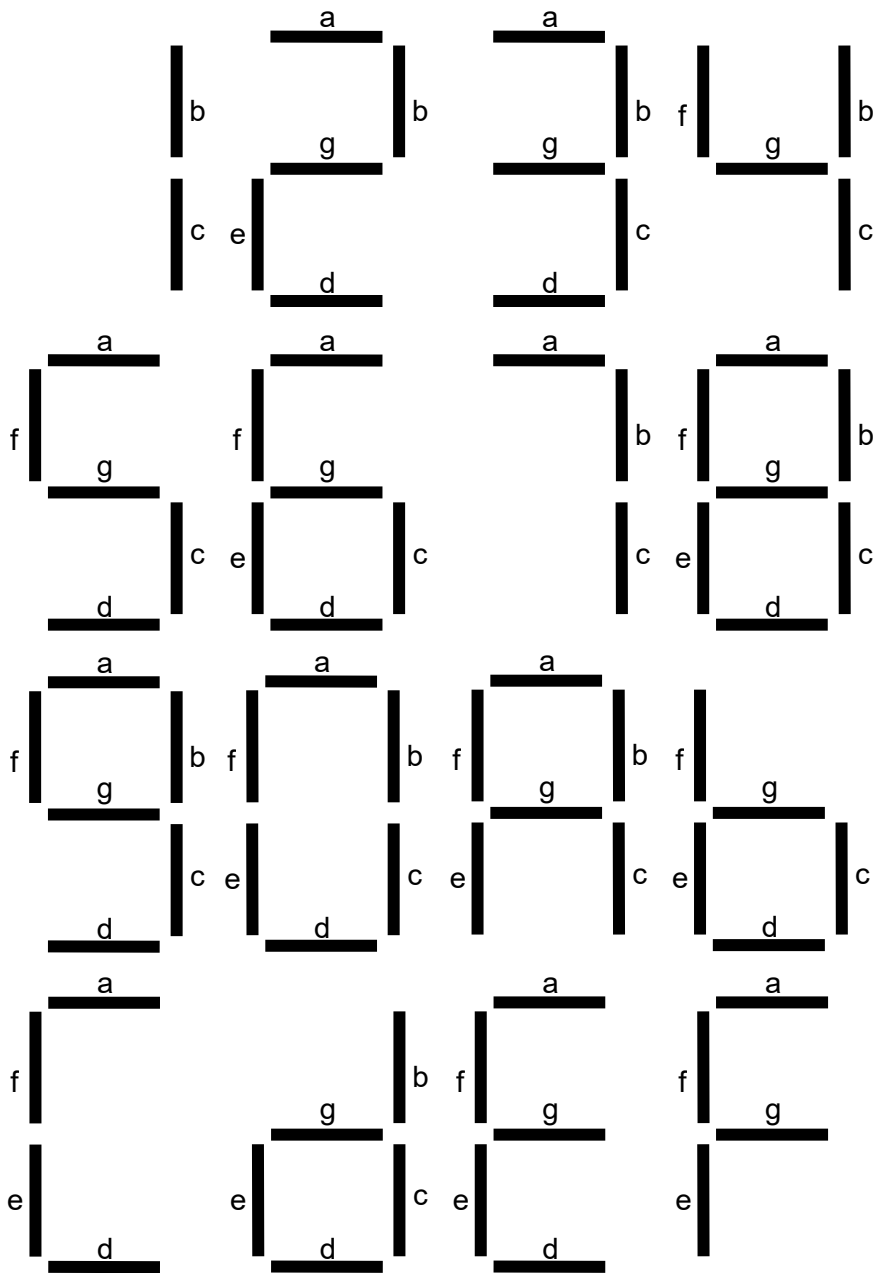 a a
b b b f b
g g g
c e c c
d d
a a a a
f f b f b
g g g
c e c c e c
d d d
a a a
f b f b f b f
g g g
c e c e c e c
d d d
a a a
f b f f
g g g
e e c e e
d d d